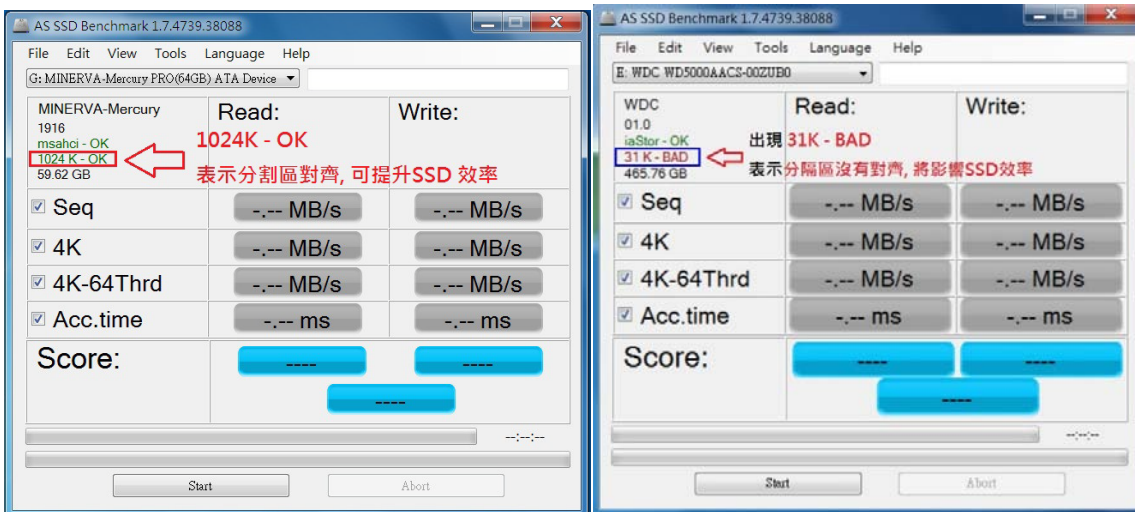 AS SSD Benchmark 1.7.4739.38088
File Edit View Tools Language Help
G: MINERVA-Mercury PRO(64GB) ATA Device
MINERVA-Mercury
1916
msahci - OK
1024 K - OK
59.62 GB
Read:
Write:
1024K - OK
表示分割區對齊, 可提升SSD 效率
Seq
-.-- MB/s
-.-- MB/s
4K
-.-- MB/s
-.-- MB/s
4K-64Thrd
-.-- MB/s
-.-- MB/s
Acc.time
-.-- ms
-.-- ms
Score:
----
----
----
--:--:--
Start
Abort
AS SSD Benchmark 1.7.4739.38088
File Edit View Tools Language Help
E: WDC WD5000AACS-00ZUB0
WDC
01.0
iaStor - OK
31 K - BAD
465.76 GB
Read:
Write:
出現 31K - BAD
表示分隔區沒有對齊, 將影響SSD效率
Seq
-.-- MB/s
-.-- MB/s
4K
-.-- MB/s
-.-- MB/s
4K-64Thrd
-.-- MB/s
-.-- MB/s
Acc.time
-.-- ms
-.-- ms
Score:
----
----
----
--:--:--
Start
Abort